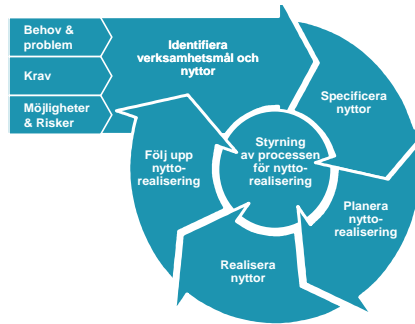 Behov &
problem
Krav
Möjligheter
& Risker
Identifiera
verksamhetsmål och
nyttor
Specificera
nyttor
Planera
nytto-
realisering
Realisera
nyttor
Följ upp
nytto-
realisering
Styrning
av processen
för nytto-
realisering